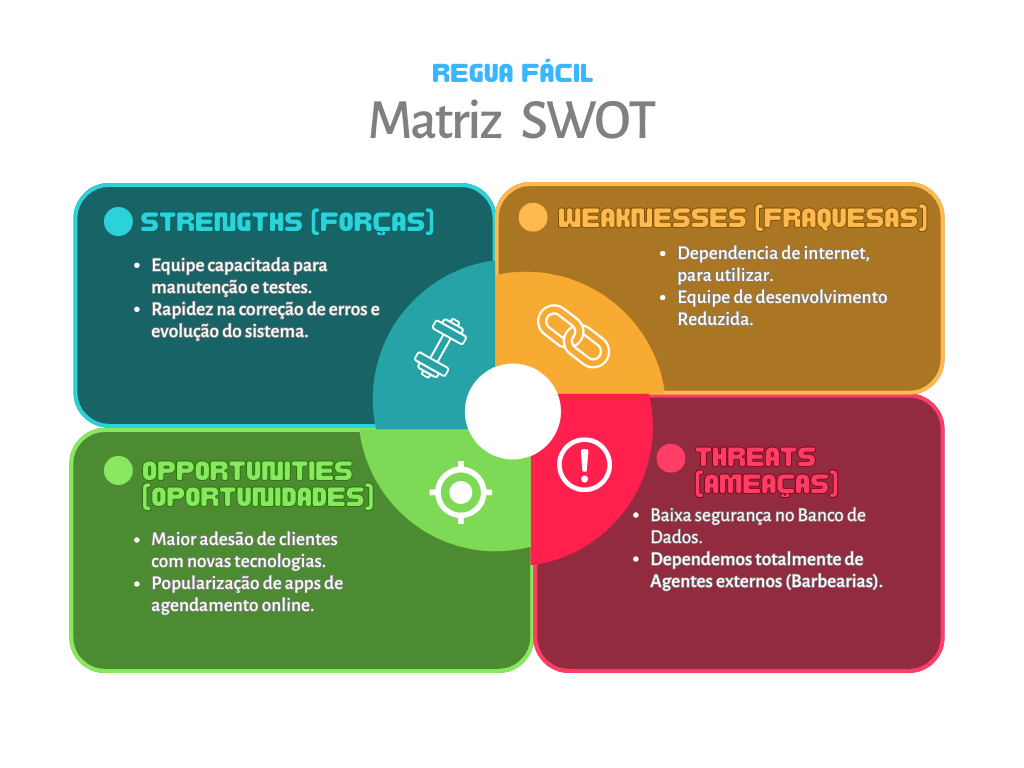 REGUA FÁCIL
Matriz SWOT
STRENGTHS (FORÇAS)
• Equipe capacitada para
manutenção e testes.
• Rapidez na correção de erros e
evolução do sistema.
WEAKNESSES (FRAQUESAS)
• Dependencia de internet,
para utilizar.
• Equipe de desenvolvimento
Reduzida.
OPPORTUNITIES
(OPORTUNIDADES)
• Maior adesão de clientes
com novas tecnologias.
• Popularização de apps de
agendamento online.
THREATS
(AMEAÇAS)
• Baixa segurança no Banco de
Dados.
• Dependemos totalmente de
Agentes externos (Barbearias).